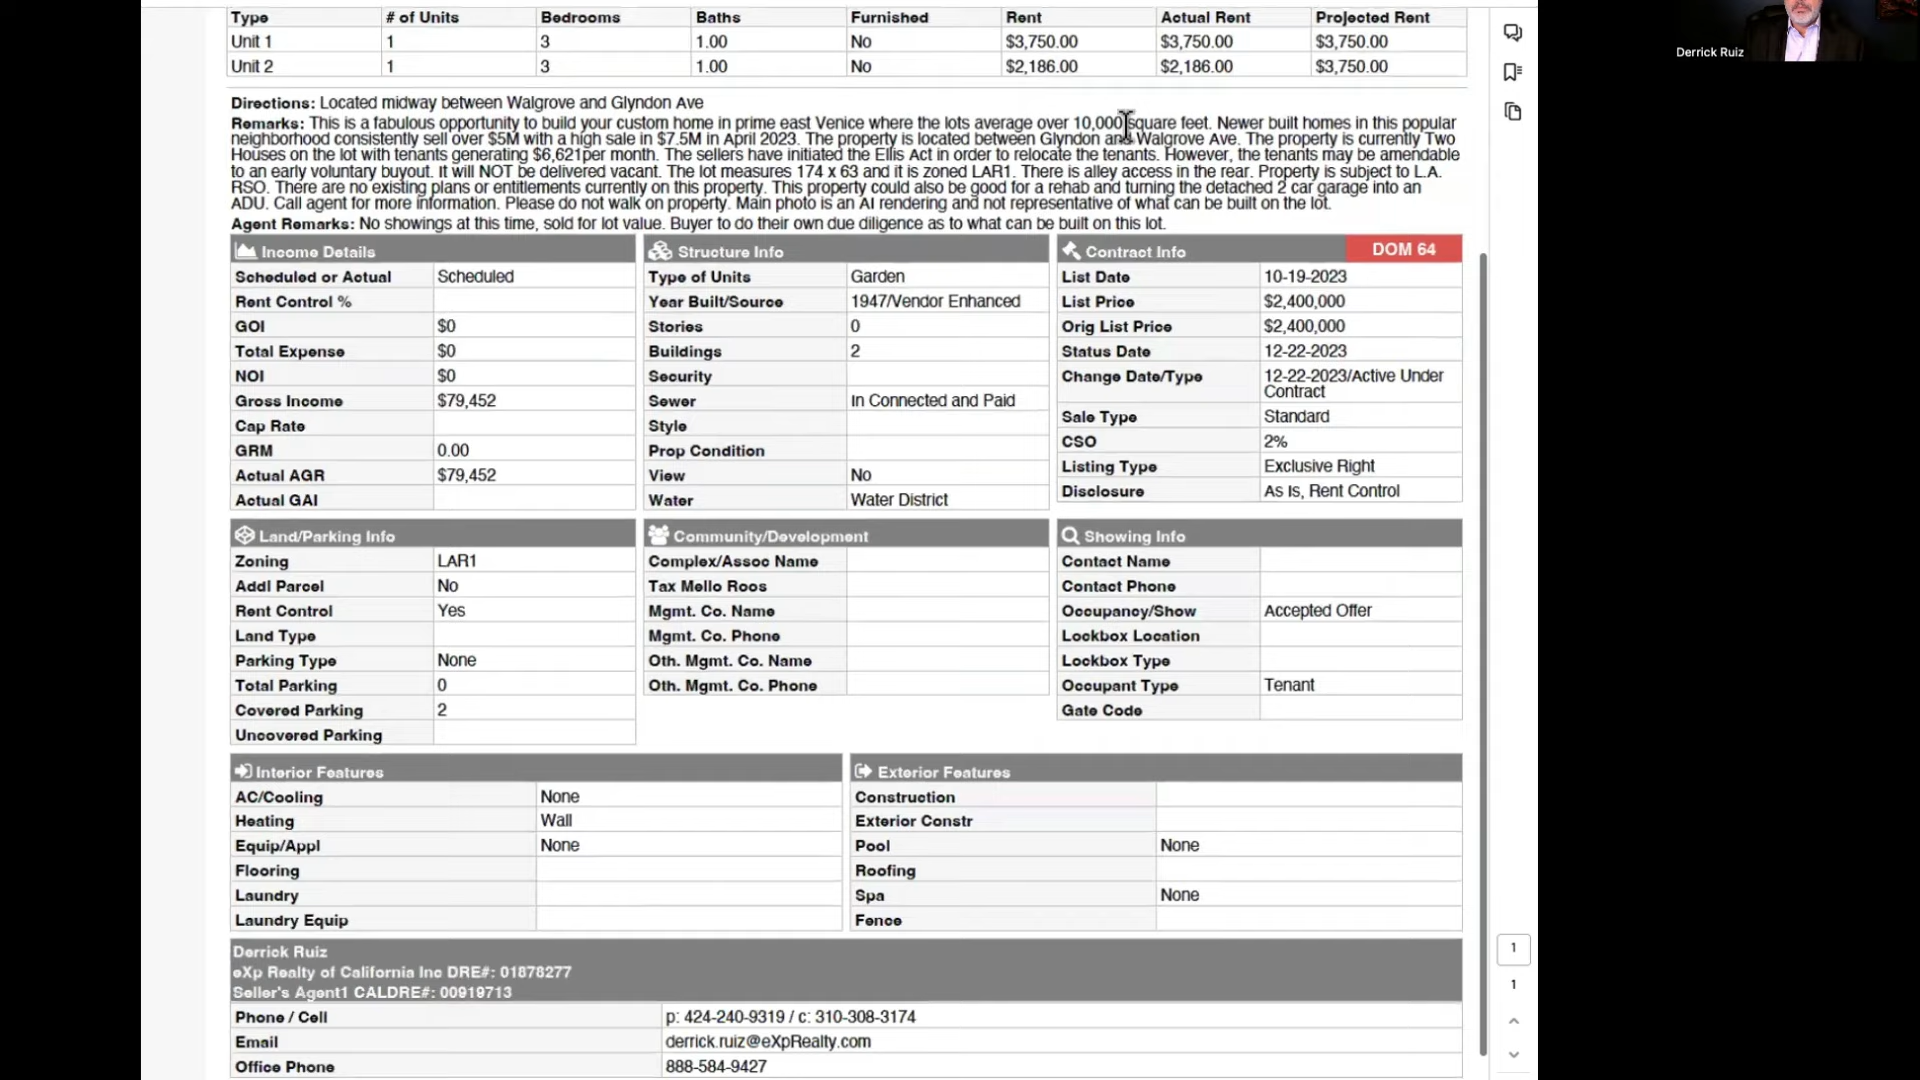 Type # of Units Bedrooms Baths Furnished Rent Actual Rent Projected Rent
Unit 1 1 3 1.00 No $3,750.00 $3,750.00 $3,750.00
Unit 2 1 3 1.00 No $2,186.00 $2,186.00 $3,750.00
Derrick Ruiz
Directions: Located midway between Walgrove and Glyndon Ave
Remarks: This is a fabulous opportunity to build your custom home in prime east Venice where the lots average over 10,000 square feet. Newer built homes in this popular
neighborhood consistently sell over $5M with a high sale in $7.5M in April 2023. The property is located between Glyndon and Walgrove Ave. The property is currently Two
Houses on the lot with tenants generating $6,621per month. The sellers have initiated the Ellis Act in order to relocate the tenants. However, the tenants may be amendable
to an early voluntary buyout. It will NOT be delivered vacant. The lot measures 174 x 63 and it is zoned LAR1. There is alley access in the rear. Property is subject to L.A.
RSO. There are no existing plans or entitlements currently on this property. This property could also be good for a rehab and turning the detached 2 car garage into an
ADU. Call agent for more information. Please do not walk on property. Main photo is an AI rendering and not representative of what can be built on the lot.
Agent Remarks: No showings at this time, sold for lot value. Buyer to do their own due diligence as to what can be built on this lot.
Income Details
Scheduled or Actual Scheduled
Rent Control %
GOI $0
Total Expense $0
NOI $0
Gross Income $79,452
Cap Rate
GRM 0.00
Actual AGR $79,452
Actual GAI
Structure Info
Type of Units Garden
Year Built/Source 1947/Vendor Enhanced
Stories 0
Buildings 2
Security
Sewer In Connected and Paid
Style
Prop Condition
View No
Water Water District
Contract Info DOM 64
List Date 10-19-2023
List Price $2,400,000
Orig List Price $2,400,000
Status Date 12-22-2023
Change Date/Type 12-22-2023/Active Under
Contract
Sale Type Standard
CSO 2%
Listing Type Exclusive Right
Disclosure As Is, Rent Control
Land/Parking Info
Zoning LAR1
Addl Parcel No
Rent Control Yes
Land Type
Parking Type None
Total Parking 0
Covered Parking 2
Uncovered Parking
Community/Development
Complex/Assoc Name
Tax Mello Roos
Mgmt. Co. Name
Mgmt. Co. Phone
Oth. Mgmt. Co. Name
Oth. Mgmt. Co. Phone
Showing Info
Contact Name
Contact Phone
Occupancy/Show Accepted Offer
Lockbox Location
Lockbox Type
Occupant Type Tenant
Gate Code
Interior Features
AC/Cooling None
Heating Wall
Equip/Appl None
Flooring
Laundry
Laundry Equip
Exterior Features
Construction
Exterior Constr
Pool None
Roofing
Spa None
Fence
Derrick Ruiz
eXp Realty of California Inc DRE#: 01878277
Seller's Agent1 CALDRE#: 00919713
Phone / Cell p: 424-240-9319 / c: 310-308-3174
Email derrick.ruiz@eXpRealty.com
Office Phone 888-584-9427
1
1